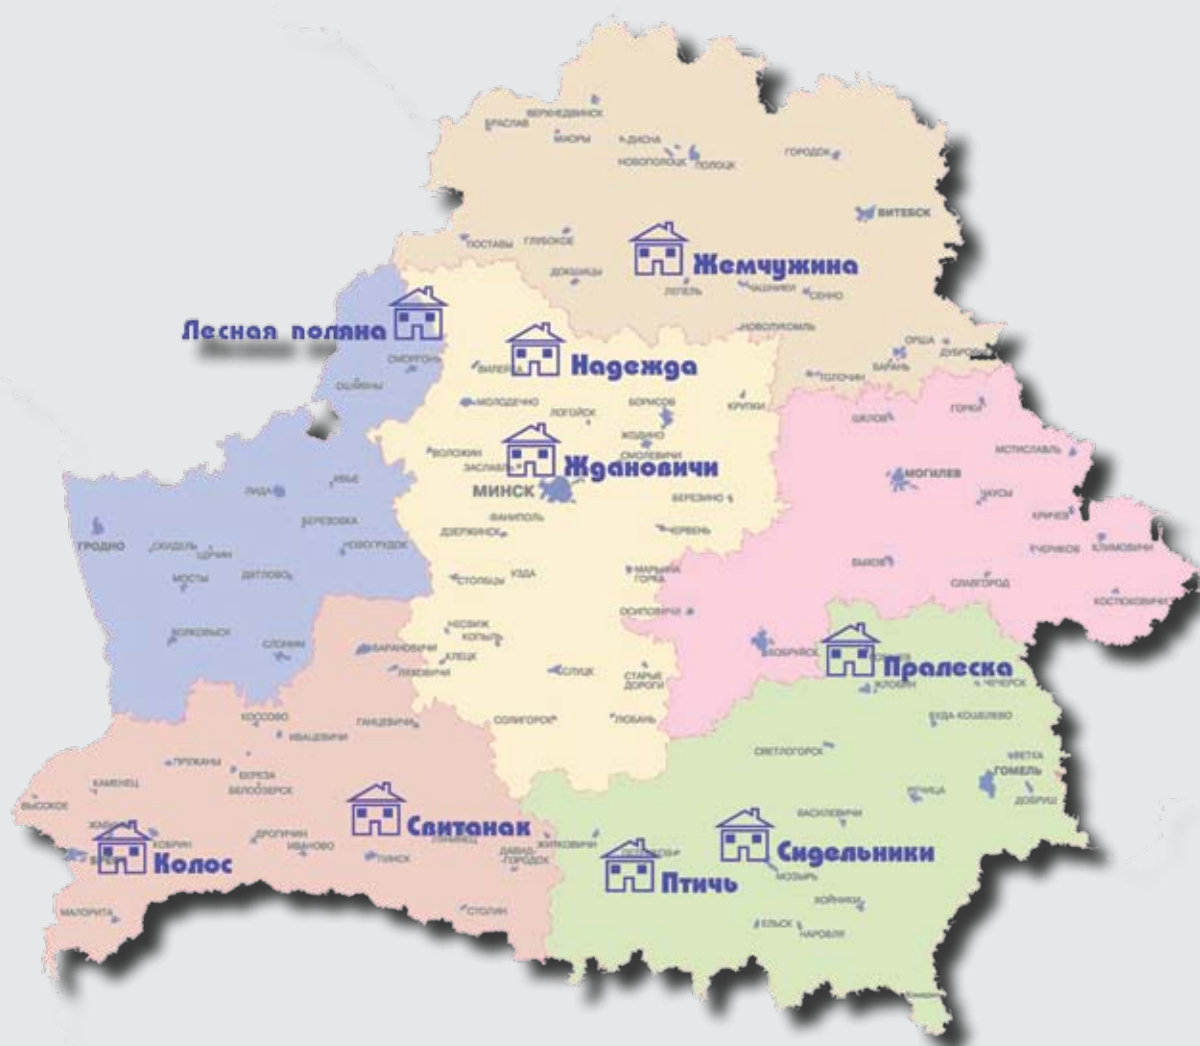 ВЕРХНЕДВИНСК
БРАСЛАВ
МИОРЫ
ДИСНА
НОВОПОЛОЦК
ПОЛОЦК
ГОРОДОК
ВИТЕБСК
ПОСТАВЫ
ГЛУБОКОЕ
Жемчужина
ДОКШИЦЫ
ЛЕПЕЛЬ
ЧАШНИКИ
СЕННО
Лесная поляна
НОВОЛУКОМЛЬ
ОРША
БАРАНЬ
ТОЛОЧИН
СМОРГОНЬ
ОШМЯНЫ
Надежда
МОЛОДЕЧНО
ЛОГОЙСК
БОРИСОВ
КРУПКИ
ШКЛОВ
ГОРКИ
ЖОДИНО
СМОЛЕВИЧИ
МСТИСЛАВЛЬ
ВОЛОЖИН
Ждановичи
МИНСК
БЕРЕЗИНО
МОГИЛЕВ
ЧАУСЫ
ЛИДА
ИВЬЕ
КРИЧЕВ
ФАНИПОЛЬ
ДЗЕРЖИНСК
ЧЕРВЕНЬ
БЕРЕЗОВКА
ГРОДНО
СКИДЕЛЬ
ЩУЧИН
НОВОГРУДОК
ЧЕРИКОВ
КЛИМОВИЧИ
МОСТЫ
ДЯТЛОВО
СТОЛБЦЫ
УЗДА
МАРЬИНА
ГОРКА
БЫХОВ
СЛАВГОРОД
КОСТЮКОВИЧИ
ОСИПОВИЧИ
ВОЛКОВЫСК
СЛОНИМ
НЕСВИЖ
КОПЫЛЬ
БАРАНОВИЧИ
КЛЕЦК
ЛЯХОВИЧИ
СЛУЦК
СТАРЫЕ
ДОРОГИ
БОБРУЙСК
Пралеска
ЖЛОБИН
ЧЕЧЕРСК
КОССОВО
ИВАЦЕВИЧИ
ГАНЦЕВИЧИ
СОЛИГОРСК
ЛЮБАНЬ
БУДА-КОШЕЛЕВО
СВЕТЛОГОРСК
ПРУЖАНЫ
БЕРЕЗА
БЕЛООЗЕРСК
КАМЕНЕЦ
ВЫСОКОЕ
ВЕТКА
ГОМЕЛЬ
ДОБРУШ
РЕЧИЦА
ВАСИЛЕВИЧИ
Свитанак
КОБРИН
ДРОГИЧИН
ИВАНОВО
ПИНСК
Колос
ДАВИД-
ГОРОДОК
ЖИТКОВИЧИ
Сидельники
Птичь
МОЗЫРЬ
ХОЙНИКИ
МАЛОРИТА
СТОЛИН
ЕЛЬСК
НАРОВЛЯ